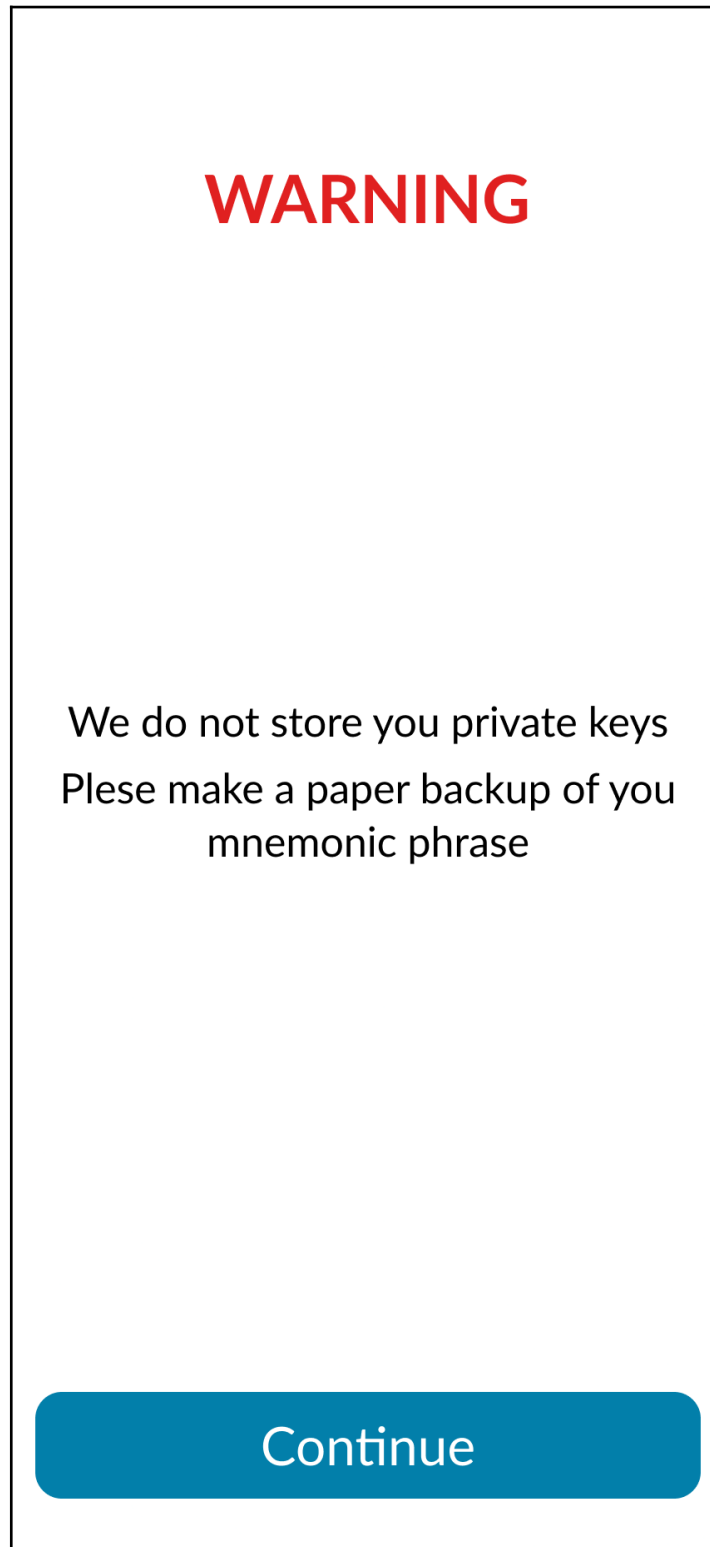 WARNING
We do not store you private keys
Plese make a paper backup of you
mnemonic phrase
Continue